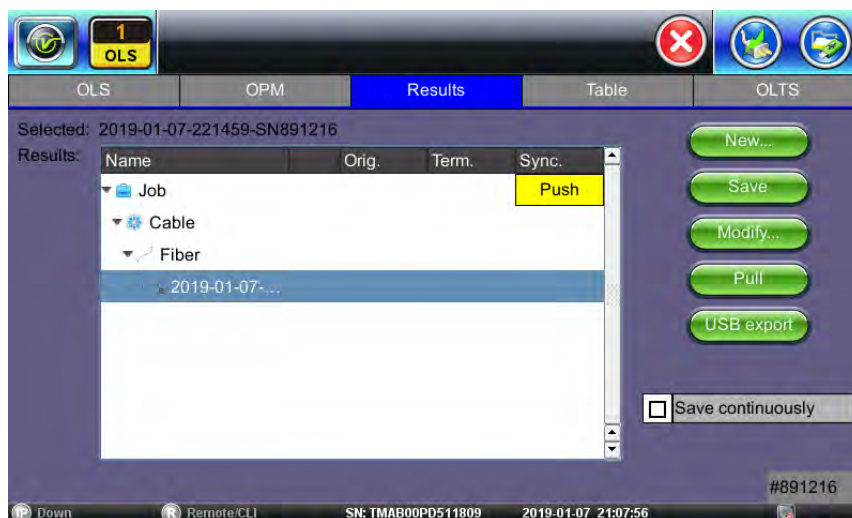 1
OLS
OLS OPM Results Table OLTS
Selected: 2019-01-07-221459-SN891216
Results:
Name Orig. Term. Sync.
Job Push
Cable
Fiber
2019-01-07-...
New...
Save
Modify...
Pull
USB export
Save continuously
#891216
IP Down R Remote/CLI SN: TMAB00PD511809 2019-01-07 21:07:56